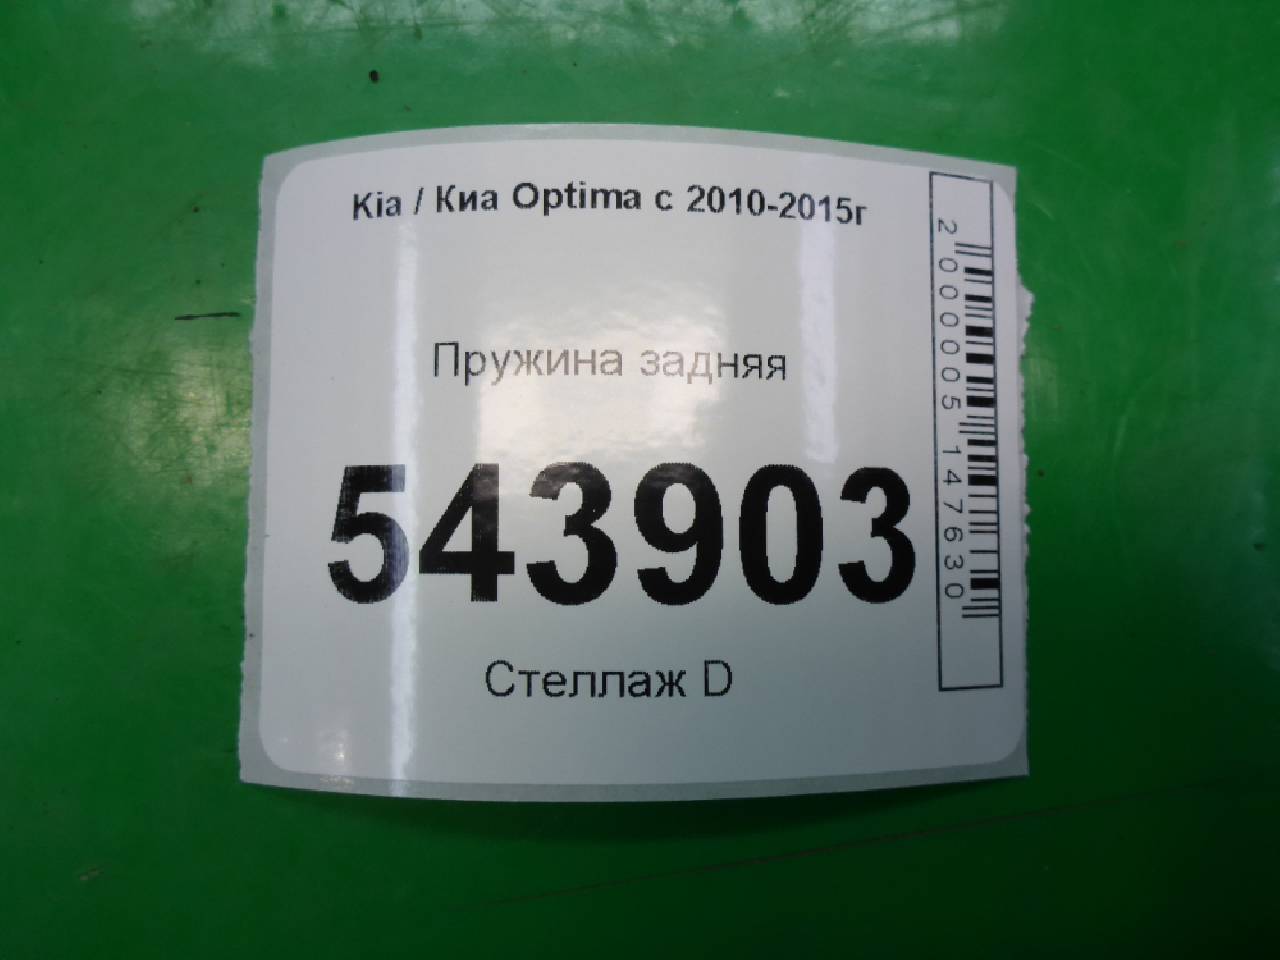 Kia / Киа Optima с 2010-2015г
Пружина задняя
543903
Стеллаж D
2000005147630